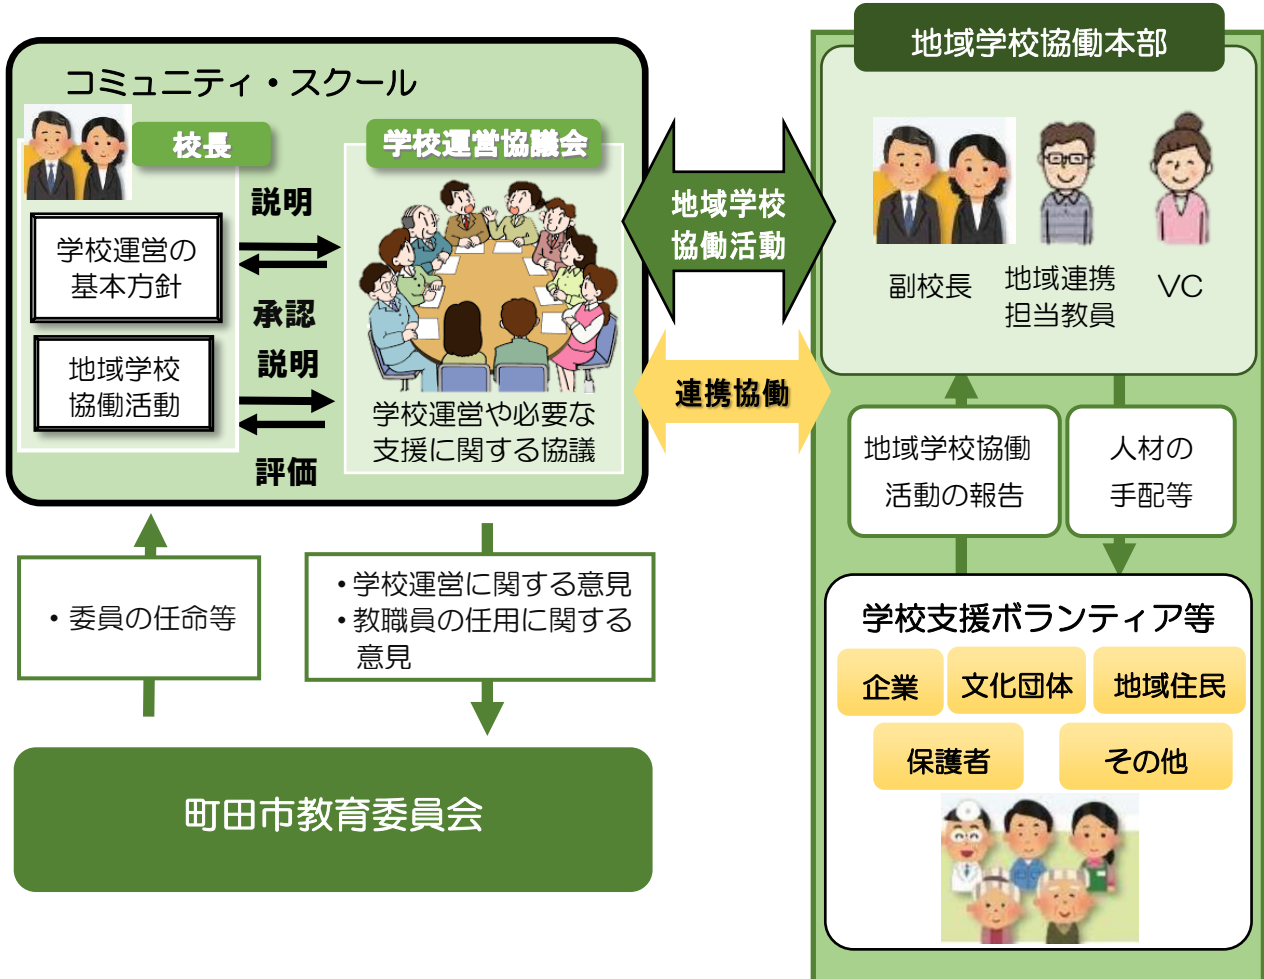 地域学校協働本部
コミュニティ・スクール
校長
学校運営協議会
説明
学校運営の
基本方針
承認
説明
地域学校
協働活動
評価
学校運営や必要な
支援に関する協議
地域学校
協働活動
連携協働
副校長
地域連携
担当教員
VC
地域学校協働
活動の報告
人材の
手配等
・委員の任命等
・学校運営に関する意見
・教職員の任用に関する
意見
町田市教育委員会
学校支援ボランティア等
企業
文化団体
地域住民
保護者
その他